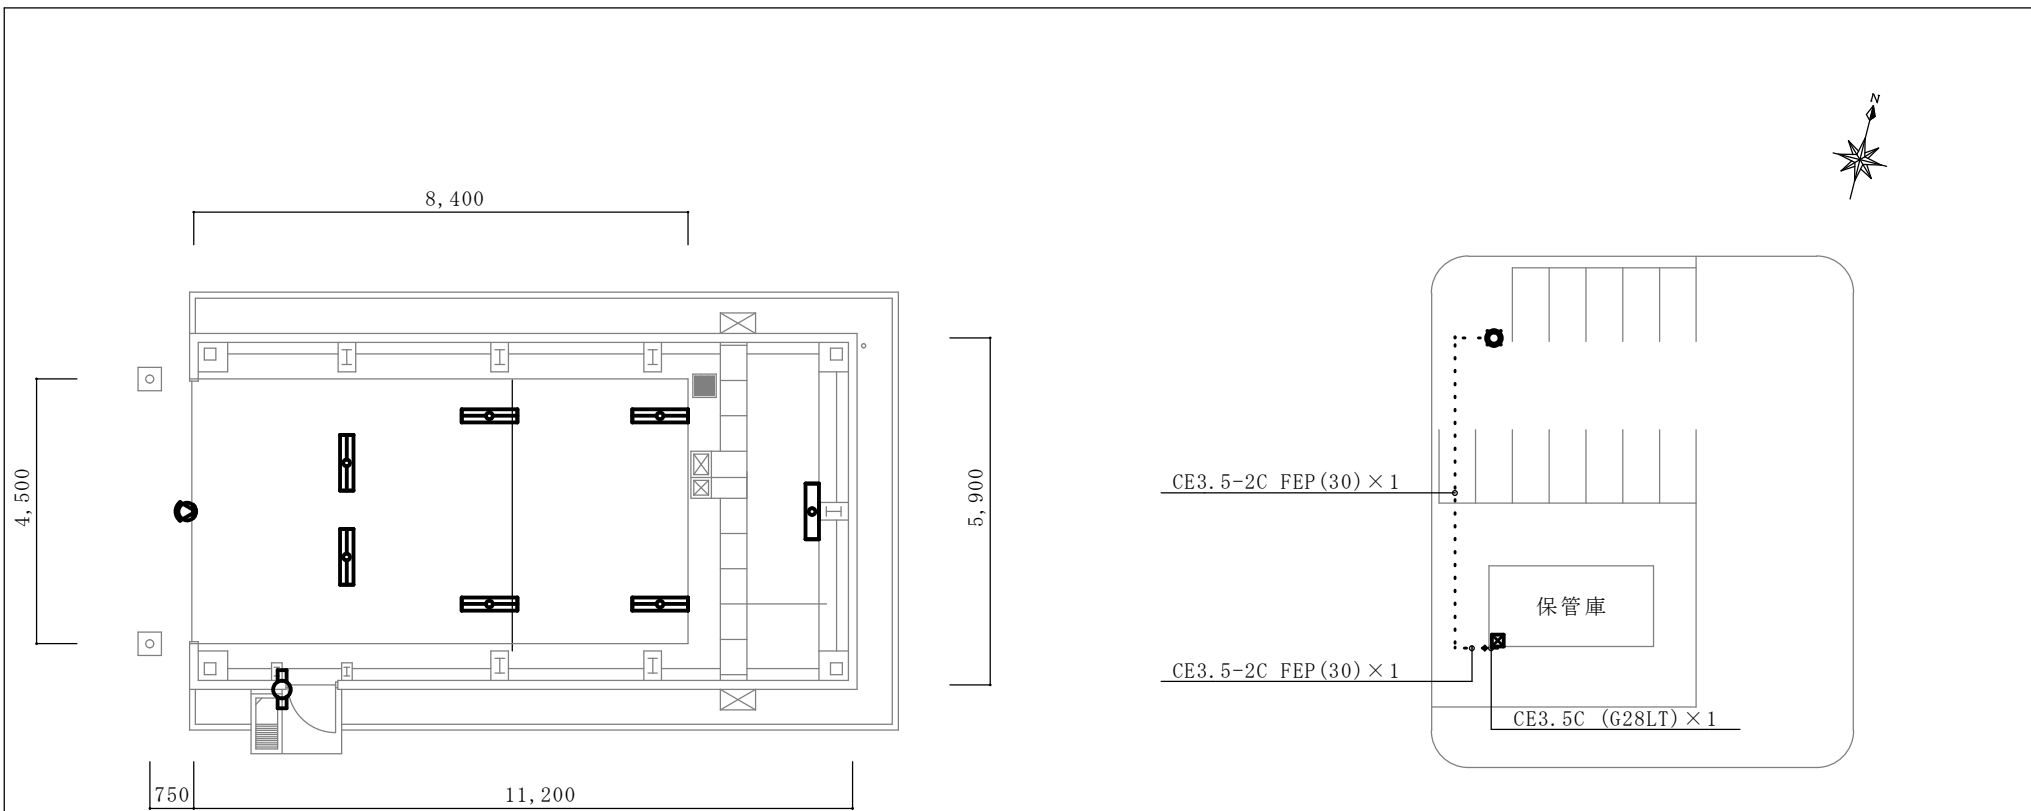 N
8,400
4,500
5,900
CE3.5-2C FEP(30)×1
保管庫
CE3.5-2C FEP(30)×1
CE3.5C (G28LT)×1
750
11,200